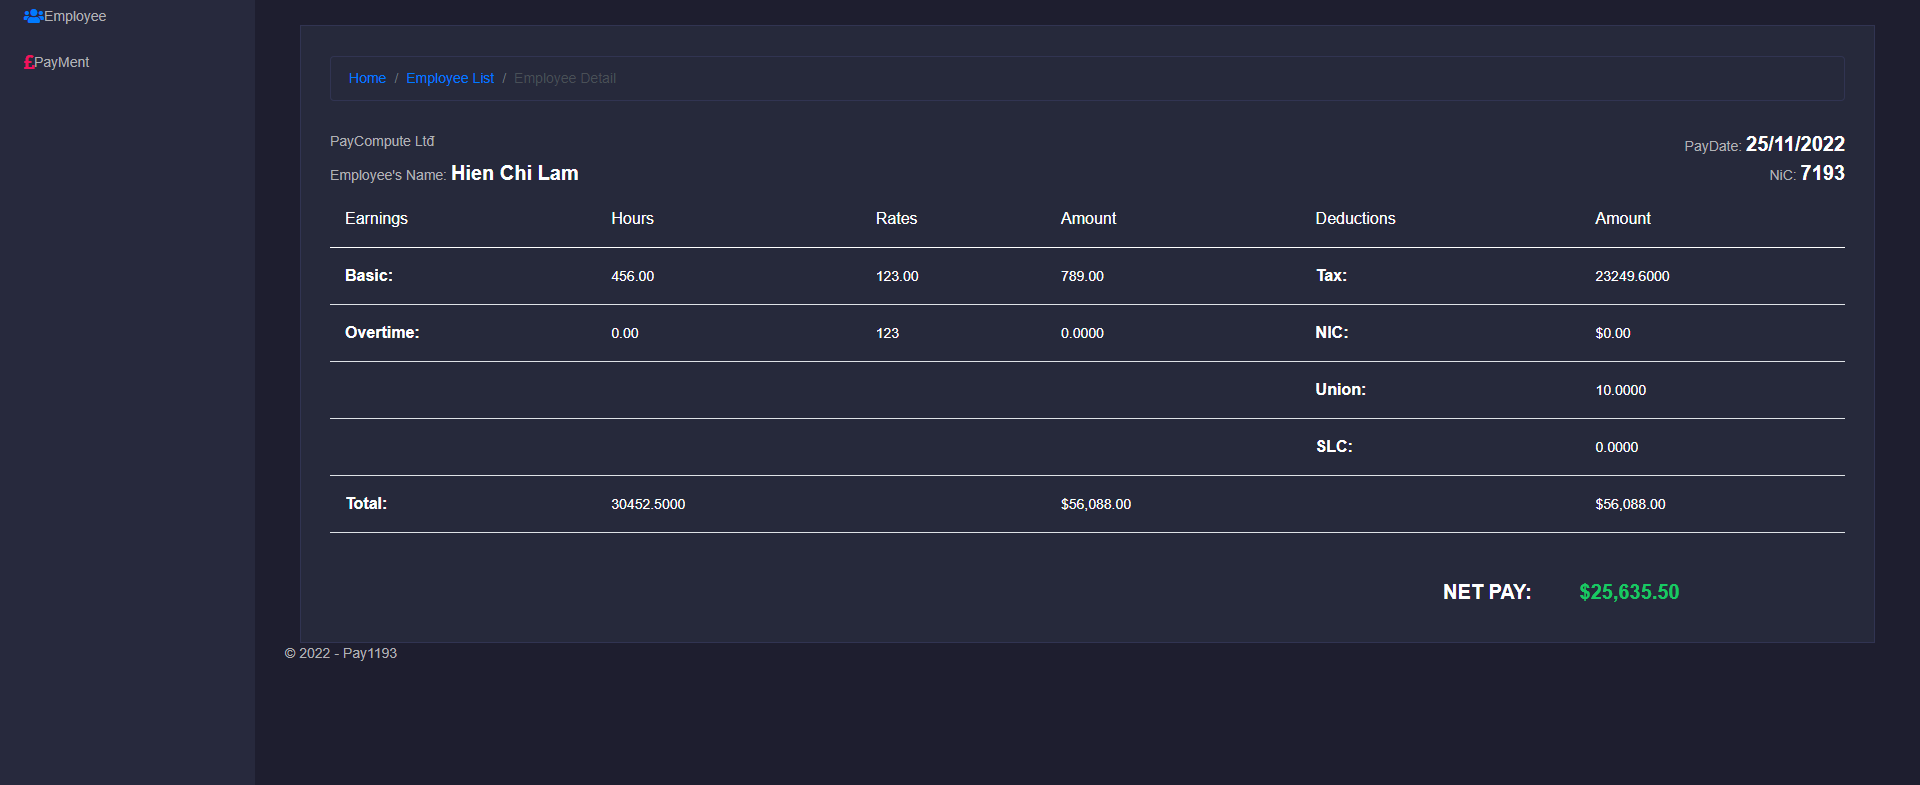 Employee
PayMent
Home / Employee List / Employee Detail
PayCompute Ltđ
PayDate: 25/11/2022
Employee's Name: Hien Chi Lam
NiC: 7193
Earnings Hours Rates Amount Deductions Amount
Basic: 456.00 123.00 789.00 Tax: 23249.6000
Overtime: 0.00 123 0.0000 NIC: $0.00
Union: 10.0000
SLC: 0.0000
Total: 30452.5000 $56,088.00 $56,088.00
NET PAY: $25,635.50
© 2022 - Pay1193